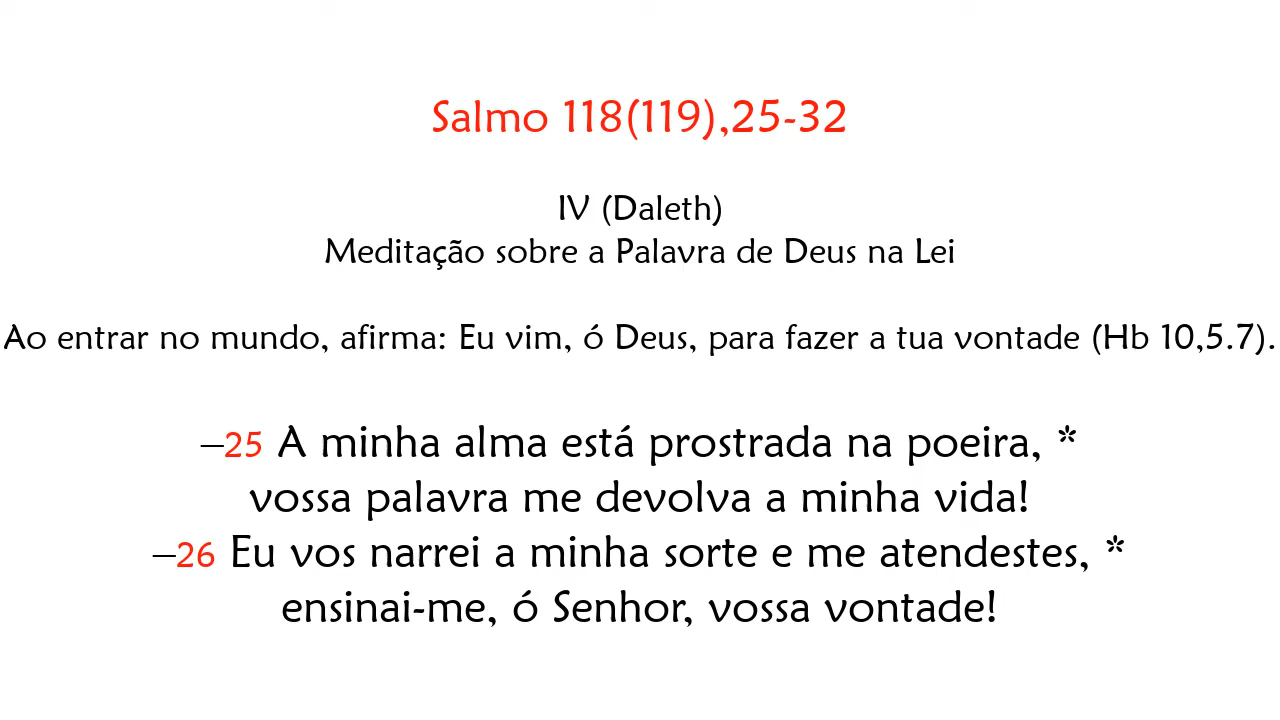 Salmo 118(119),25-32
IV (Daleth)
Meditação sobre a Palavra de Deus na Lei
Ao entrar no mundo, afirma: Eu vim, ó Deus, para fazer a tua vontade (Hb 10,5.7).
–25 A minha alma está prostrada na poeira, *
vossa palavra me devolva a minha vida!
–26 Eu vos narrei a minha sorte e me atendestes, *
ensinai-me, ó Senhor, vossa vontade!